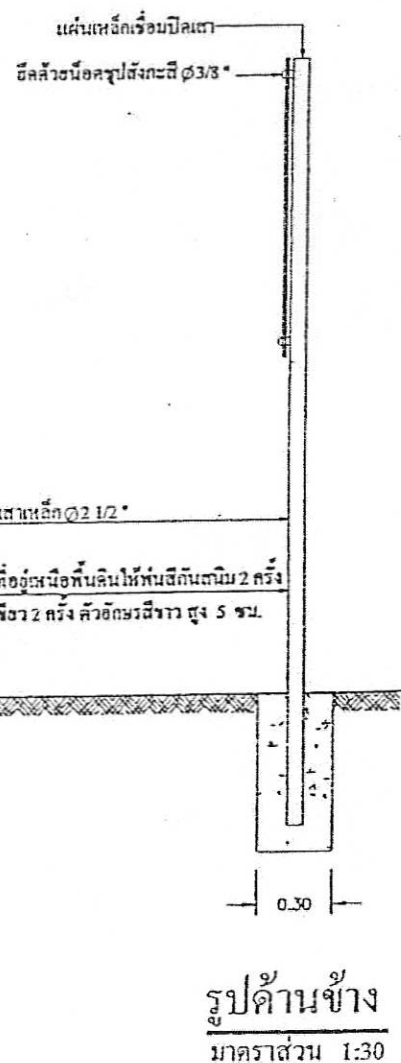 แผ่นเหล็กเชื่อมปิดเสา
ยึดด้วยน็อตชุปสังกะสี Ø3/8"
เสาเหล็ก Ø2 1/2"
ที่อยู่เหนือพื้นดินให้พ่นสีกันสนิม 2 ครั้ง
เขียว 2 ครั้ง ตัวอักษรสีขาว สูง 5 ซม.
0.30
รูปด้านข้าง
มาตราส่วน 1:30